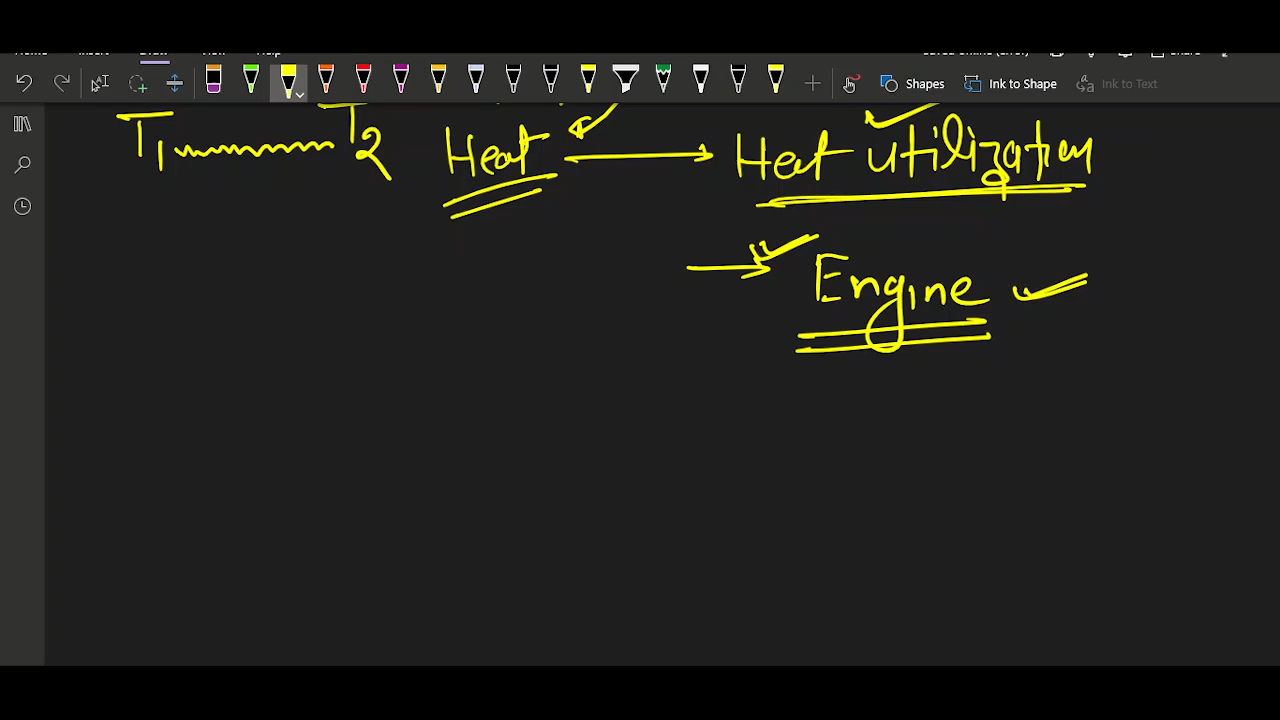 Shapes Ink to Shape Ink to Text
T1 T2 Heat → Heat utilization
→ Engine